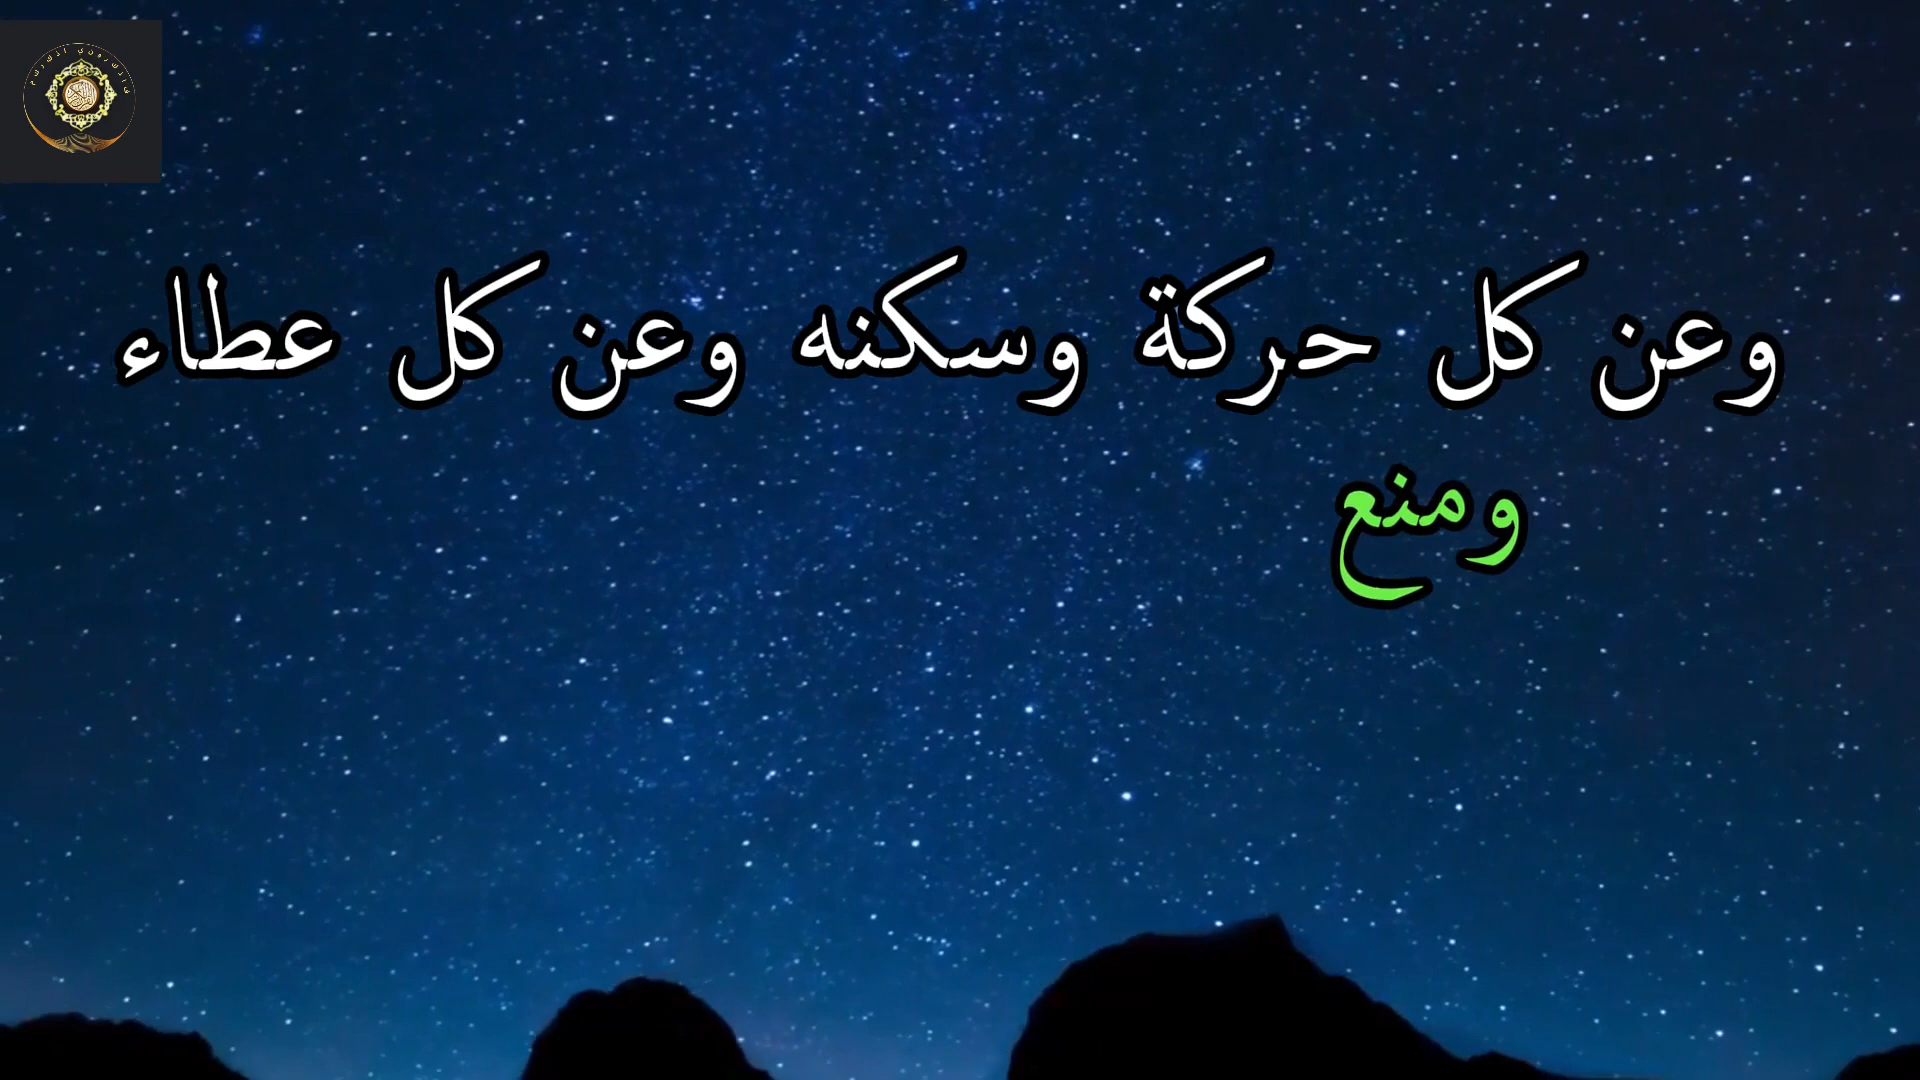 وعن كل حركة وسكنه وعن كل عطاء
ومنع